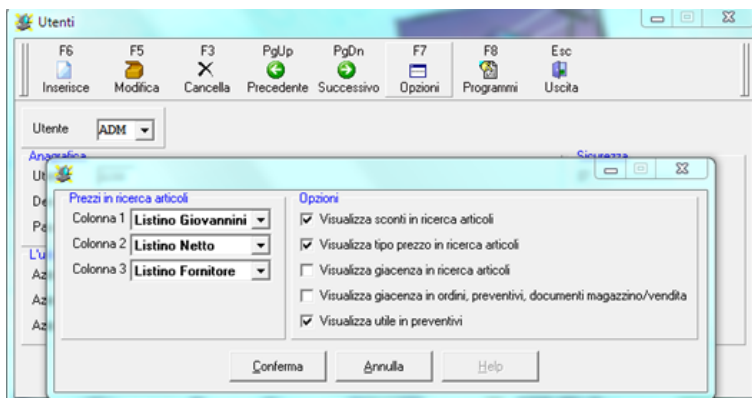 Utenti
F6 F5 F3 PgUp PgDn F7 F8 Esc
Inserisce Modifica Cancella Precedente Successivo Opzioni Programmi Uscita
Utente ADM
Anagrafica Sicurezza
Prezzi in ricerca articoli
Colonna 1 Listino Giovannini
Colonna 2 Listino Netto
Colonna 3 Listino Fornitore
Opzioni
Visualizza sconti in ricerca articoli
Visualizza tipo prezzo in ricerca articoli
Visualizza giacenza in ricerca articoli
Visualizza giacenza in ordini, preventivi, documenti magazzino/vendita
Visualizza utile in preventivi
Conferma Annulla Help